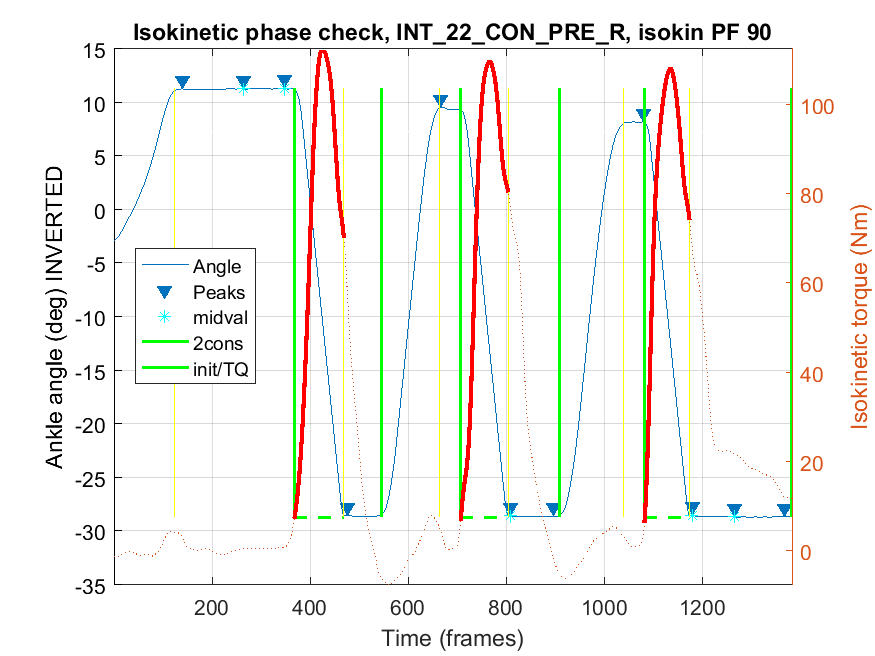 Isokinetic phase check, INT_22_CON_PRE_R, isokin PF 90
Ankle angle (deg) INVERTED
15
10
5
0
-5
-10
-15
-20
-25
-30
-35
Angle
Peaks
midval
2cons
init/TQ
100
80
60
40
20
0
Isokinetic torque (Nm)
200 400 600 800 1000 1200
Time (frames)